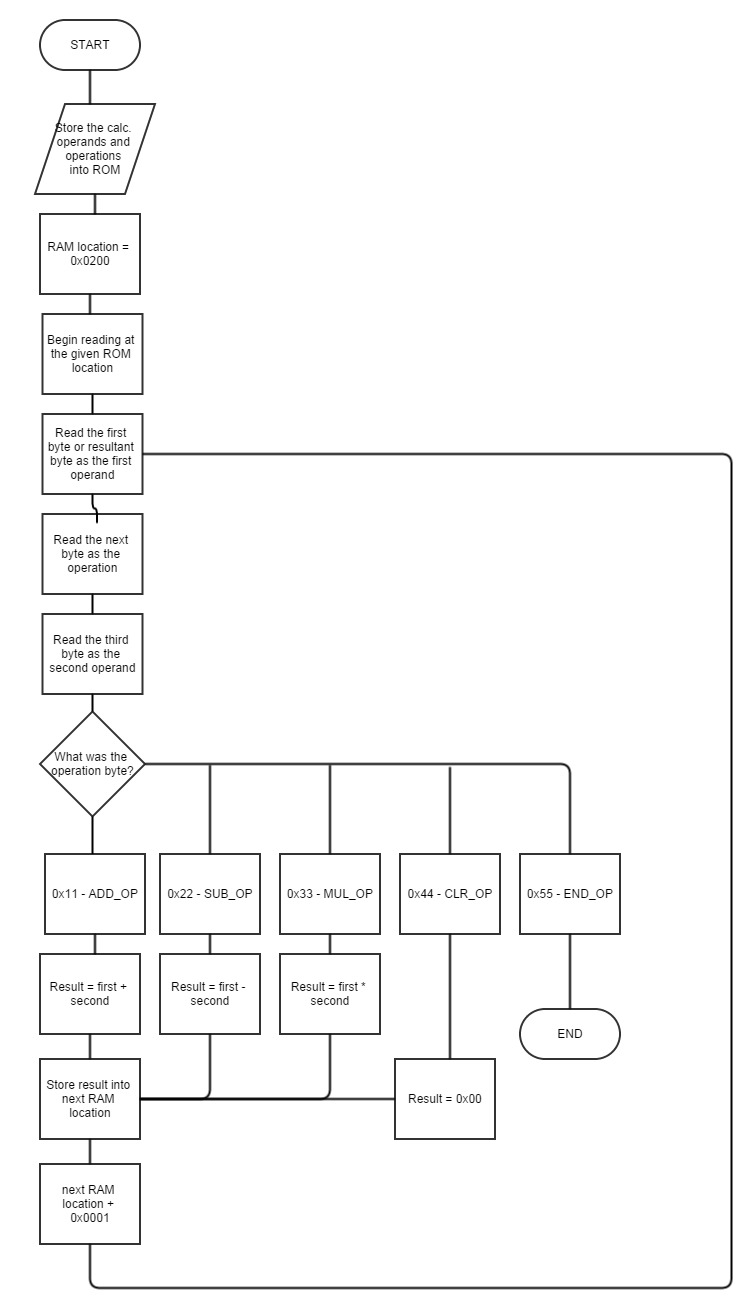 START
Store the calc.
operands and
operations
into ROM
RAM location =
0x0200
Begin reading at
the given ROM
location
Read the first
byte or resultant
byte as the first
operand
Read the next
byte as the
operation
Read the third
byte as the
second operand
What was the
operation byte?
0x11 - ADD_OP
0x22 - SUB_OP
0x33 - MUL_OP
0x44 - CLR_OP
0x55 - END_OP
Result = first +
second
Result = first -
second
Result = first *
second
END
Store result into
next RAM
location
Result = 0x00
next RAM
location +
0x0001